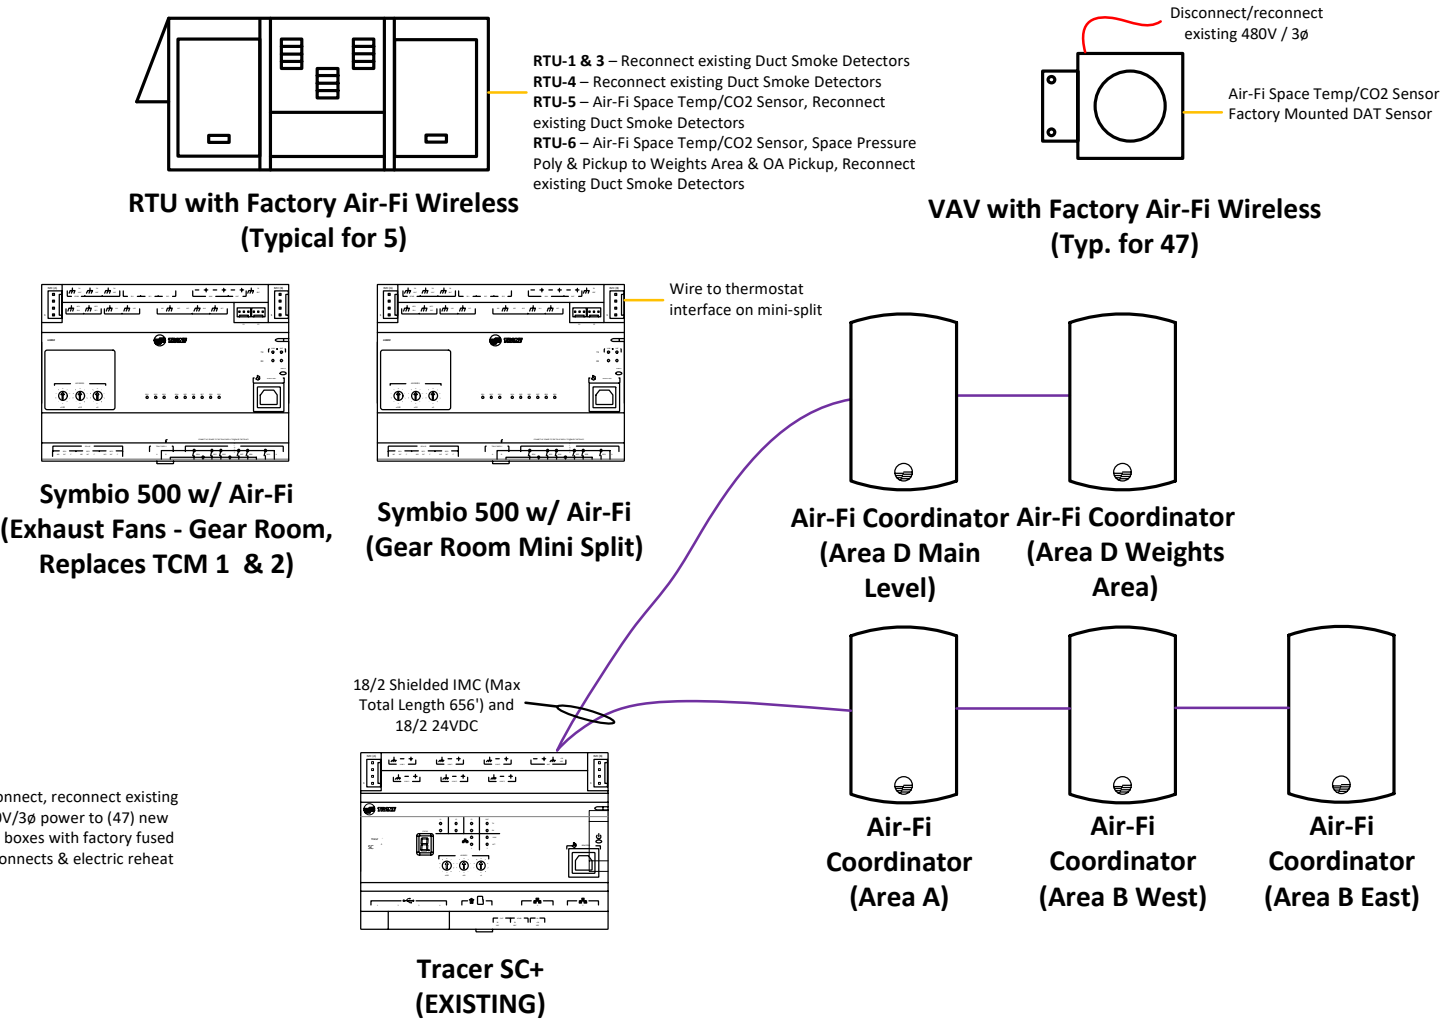 Disconnect/reconnect
existing 480V / 3ø
RTU-1 & 3 – Reconnect existing Duct Smoke Detectors
RTU-4 – Reconnect existing Duct Smoke Detectors
RTU-5 – Air-Fi Space Temp/CO2 Sensor, Reconnect
existing Duct Smoke Detectors
RTU-6 – Air-Fi Space Temp/CO2 Sensor, Space Pressure
Poly & Pickup to Weights Area & OA Pickup, Reconnect
existing Duct Smoke Detectors
Air-Fi Space Temp/CO2 Sensor
Factory Mounted DAT Sensor
RTU with Factory Air-Fi Wireless
(Typical for 5)
VAV with Factory Air-Fi Wireless
(Typ. for 47)
Wire to thermostat
interface on mini-split
TRANE
TRANE
Symbio 500 w/ Air-Fi
(Exhaust Fans - Gear Room,
Replaces TCM 1 & 2)
Symbio 500 w/ Air-Fi
(Gear Room Mini Split)
Air-Fi Coordinator
(Area D Main
Level)
Air-Fi Coordinator
(Area D Weights
Area)
18/2 Shielded IMC (Max
Total Length 656') and
18/2 24VDC
onnect, reconnect existing
0V/3ø power to (47) new
boxes with factory fused
onnects & electric reheat
TRANE
SC
Air-Fi
Coordinator
(Area A)
Air-Fi
Coordinator
(Area B West)
Air-Fi
Coordinator
(Area B East)
Tracer SC+
(EXISTING)